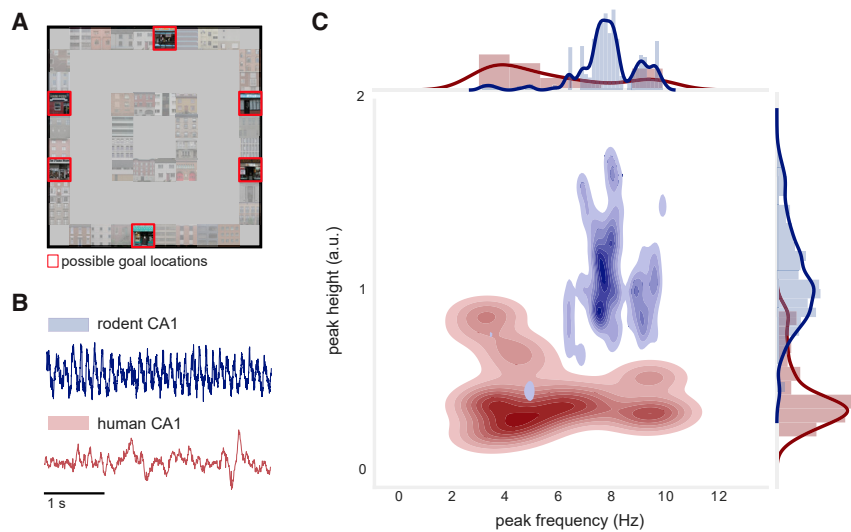 A
possible goal locations
B
rodent CA1
human CA1
1 s
C
2
1
0
peak height (a.u.)
0 2 4 6 8 10 12
peak frequency (Hz)